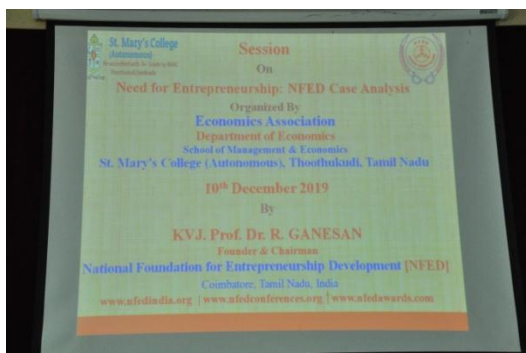 St. Mary's College
(Autonomous)
Session
On
Need for Entrepreneurship: NFED Case Analysis
Organized By
Economics Association
Department of Economics
School of Management & Economics
St. Mary's College (Autonomous), Thoothukudi, Tamil Nadu
10th December 2019
By
KVJ. Prof. Dr. R. GANESAN
Founder & Chairman
National Foundation for Entrepreneurship Development [NFED]
Coimbatore, Tamil Nadu, India
www.nfedindia.org | www.nfedconferences.org | www.nfedawards.com